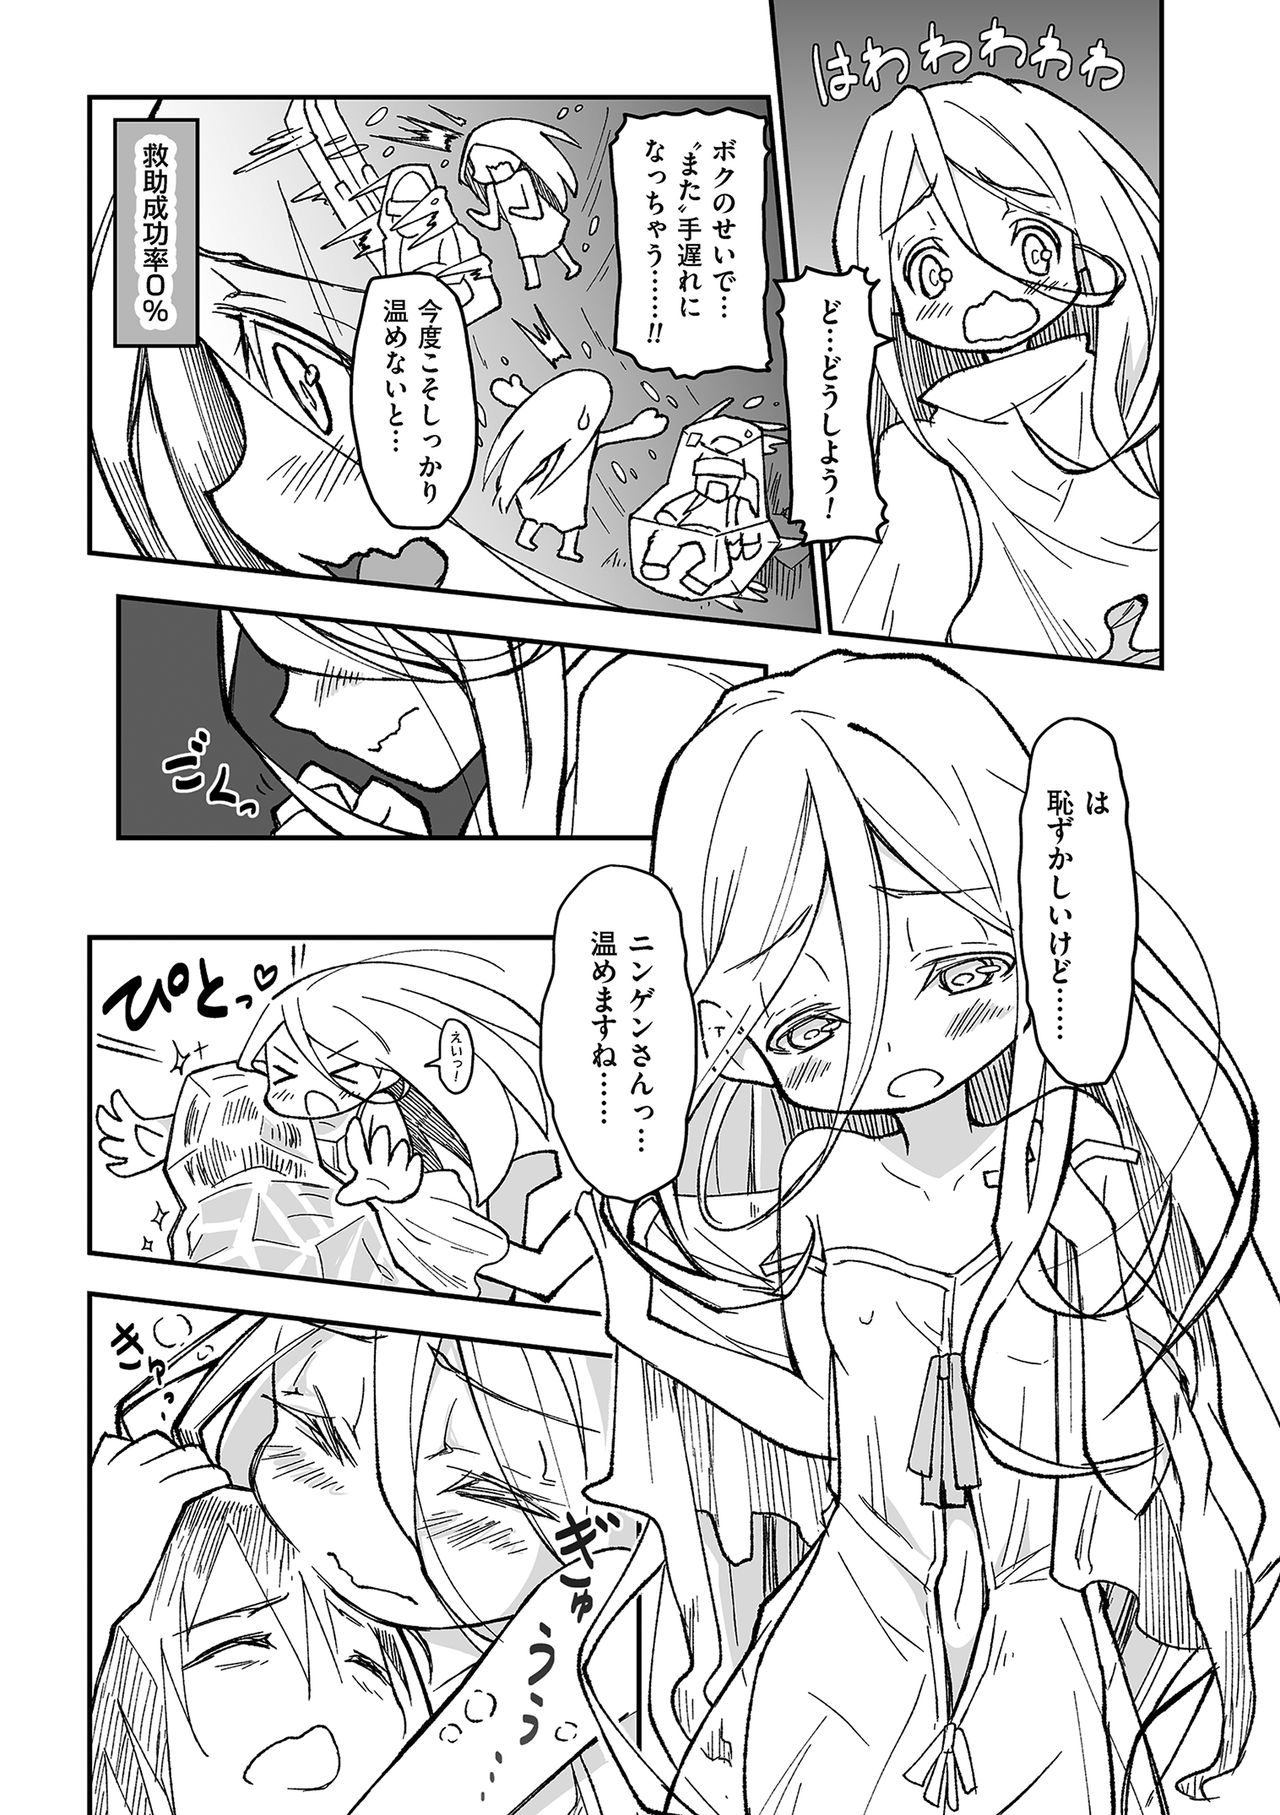 はわわわわわ
ど…どうしよう！
ボクのせいで…
〝また〟手遅れに
なっちゃう……!!
今度こそしっかり
温めないと…
救助成功率0%
ごくっ
は
恥ずかしいけど……
ニンゲンさんっ…
温めますね……
ぴとっ♡
えいっ！
ぎゅううう…
きゅっ